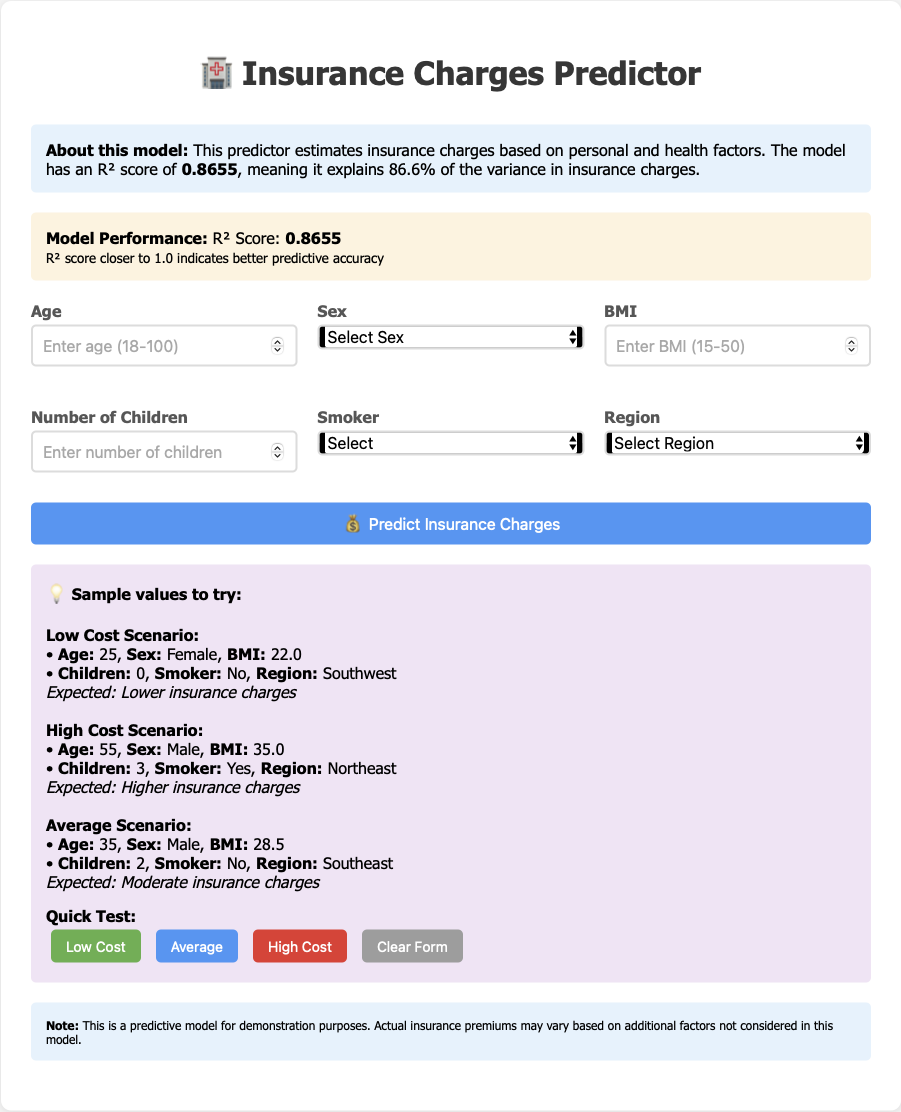 Insurance Charges Predictor
About this model: This predictor estimates insurance charges based on personal and health factors. The model
has an R² score of 0.8655, meaning it explains 86.6% of the variance in insurance charges.
Model Performance: R² Score: 0.8655
R² score closer to 1.0 indicates better predictive accuracy
Age Sex BMI
Enter age (18-100) Select Sex Enter BMI (15-50)
Number of Children Smoker Region
Enter number of children Select Select Region
Predict Insurance Charges
Sample values to try:
Low Cost Scenario:
• Age: 25, Sex: Female, BMI: 22.0
• Children: 0, Smoker: No, Region: Southwest
Expected: Lower insurance charges
High Cost Scenario:
• Age: 55, Sex: Male, BMI: 35.0
• Children: 3, Smoker: Yes, Region: Northeast
Expected: Higher insurance charges
Average Scenario:
• Age: 35, Sex: Male, BMI: 28.5
• Children: 2, Smoker: No, Region: Southeast
Expected: Moderate insurance charges
Quick Test:
Low Cost Average High Cost Clear Form
Note: This is a predictive model for demonstration purposes. Actual insurance premiums may vary based on additional factors not considered in this
model.